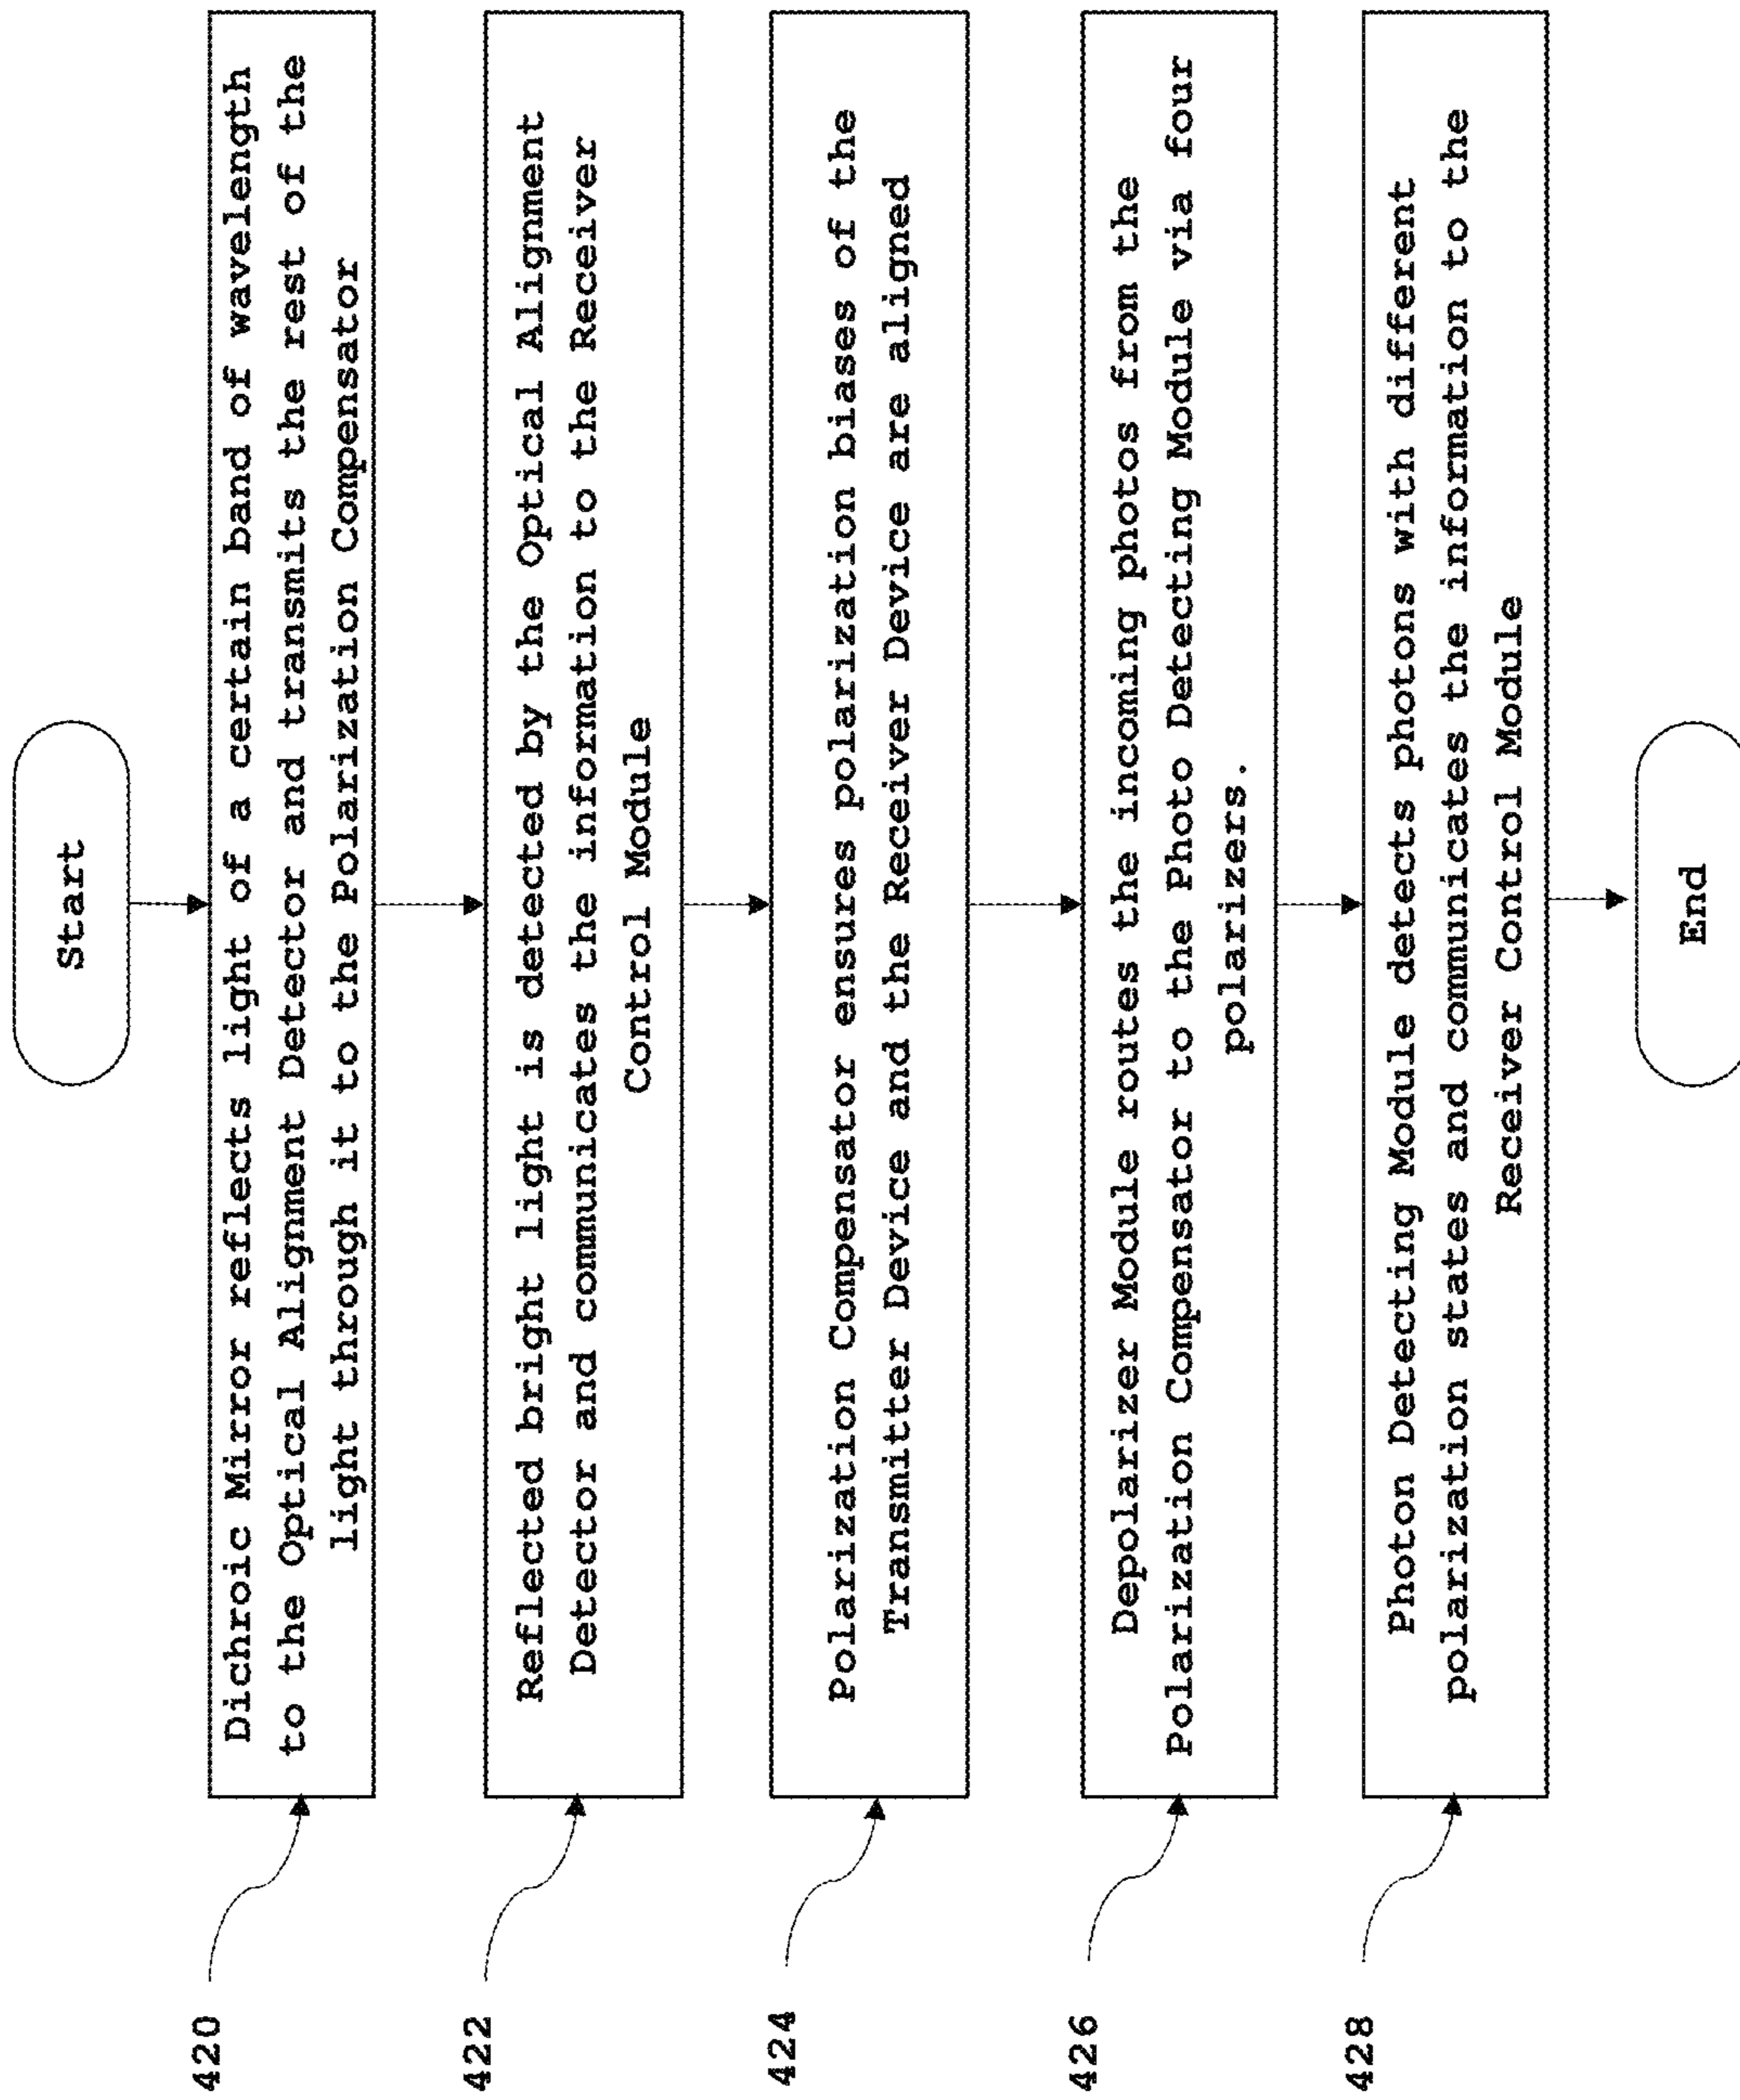 Start
420
Dichroic Mirror reflects light of a certain band of wavelength
to the Optical Alignment Detector and transmits the rest of the
light through it to the Polarization Compensator
422
Reflected bright light is detected by the Optical Alignment
Detector and communicates the information to the Receiver
Control Module
424
Polarization Compensator ensures polarization biases of the
Transmitter Device and the Receiver Device are aligned
426
Depolarizer Module routes the incoming photos from the
Polarization Compensator to the Photo Detecting Module via four
polarizers.
428
Photon Detecting Module detects photons with different
polarization states and communicates the information to the
Receiver Control Module
End